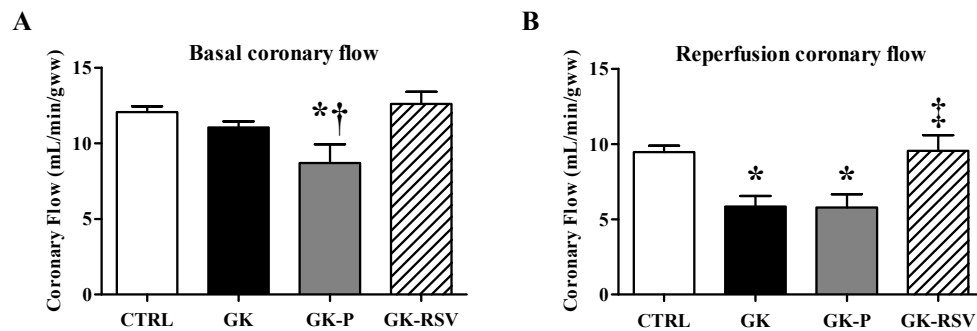 A
Basal coronary flow
Coronary Flow (mL/min/gww)
15
10
5
0
*†
CTRL
GK
GK-P
GK-RSV
B
Reperfusion coronary flow
Coronary Flow (mL/min/gww)
15
10
5
0
*
*
‡
CTRL
GK
GK-P
GK-RSV